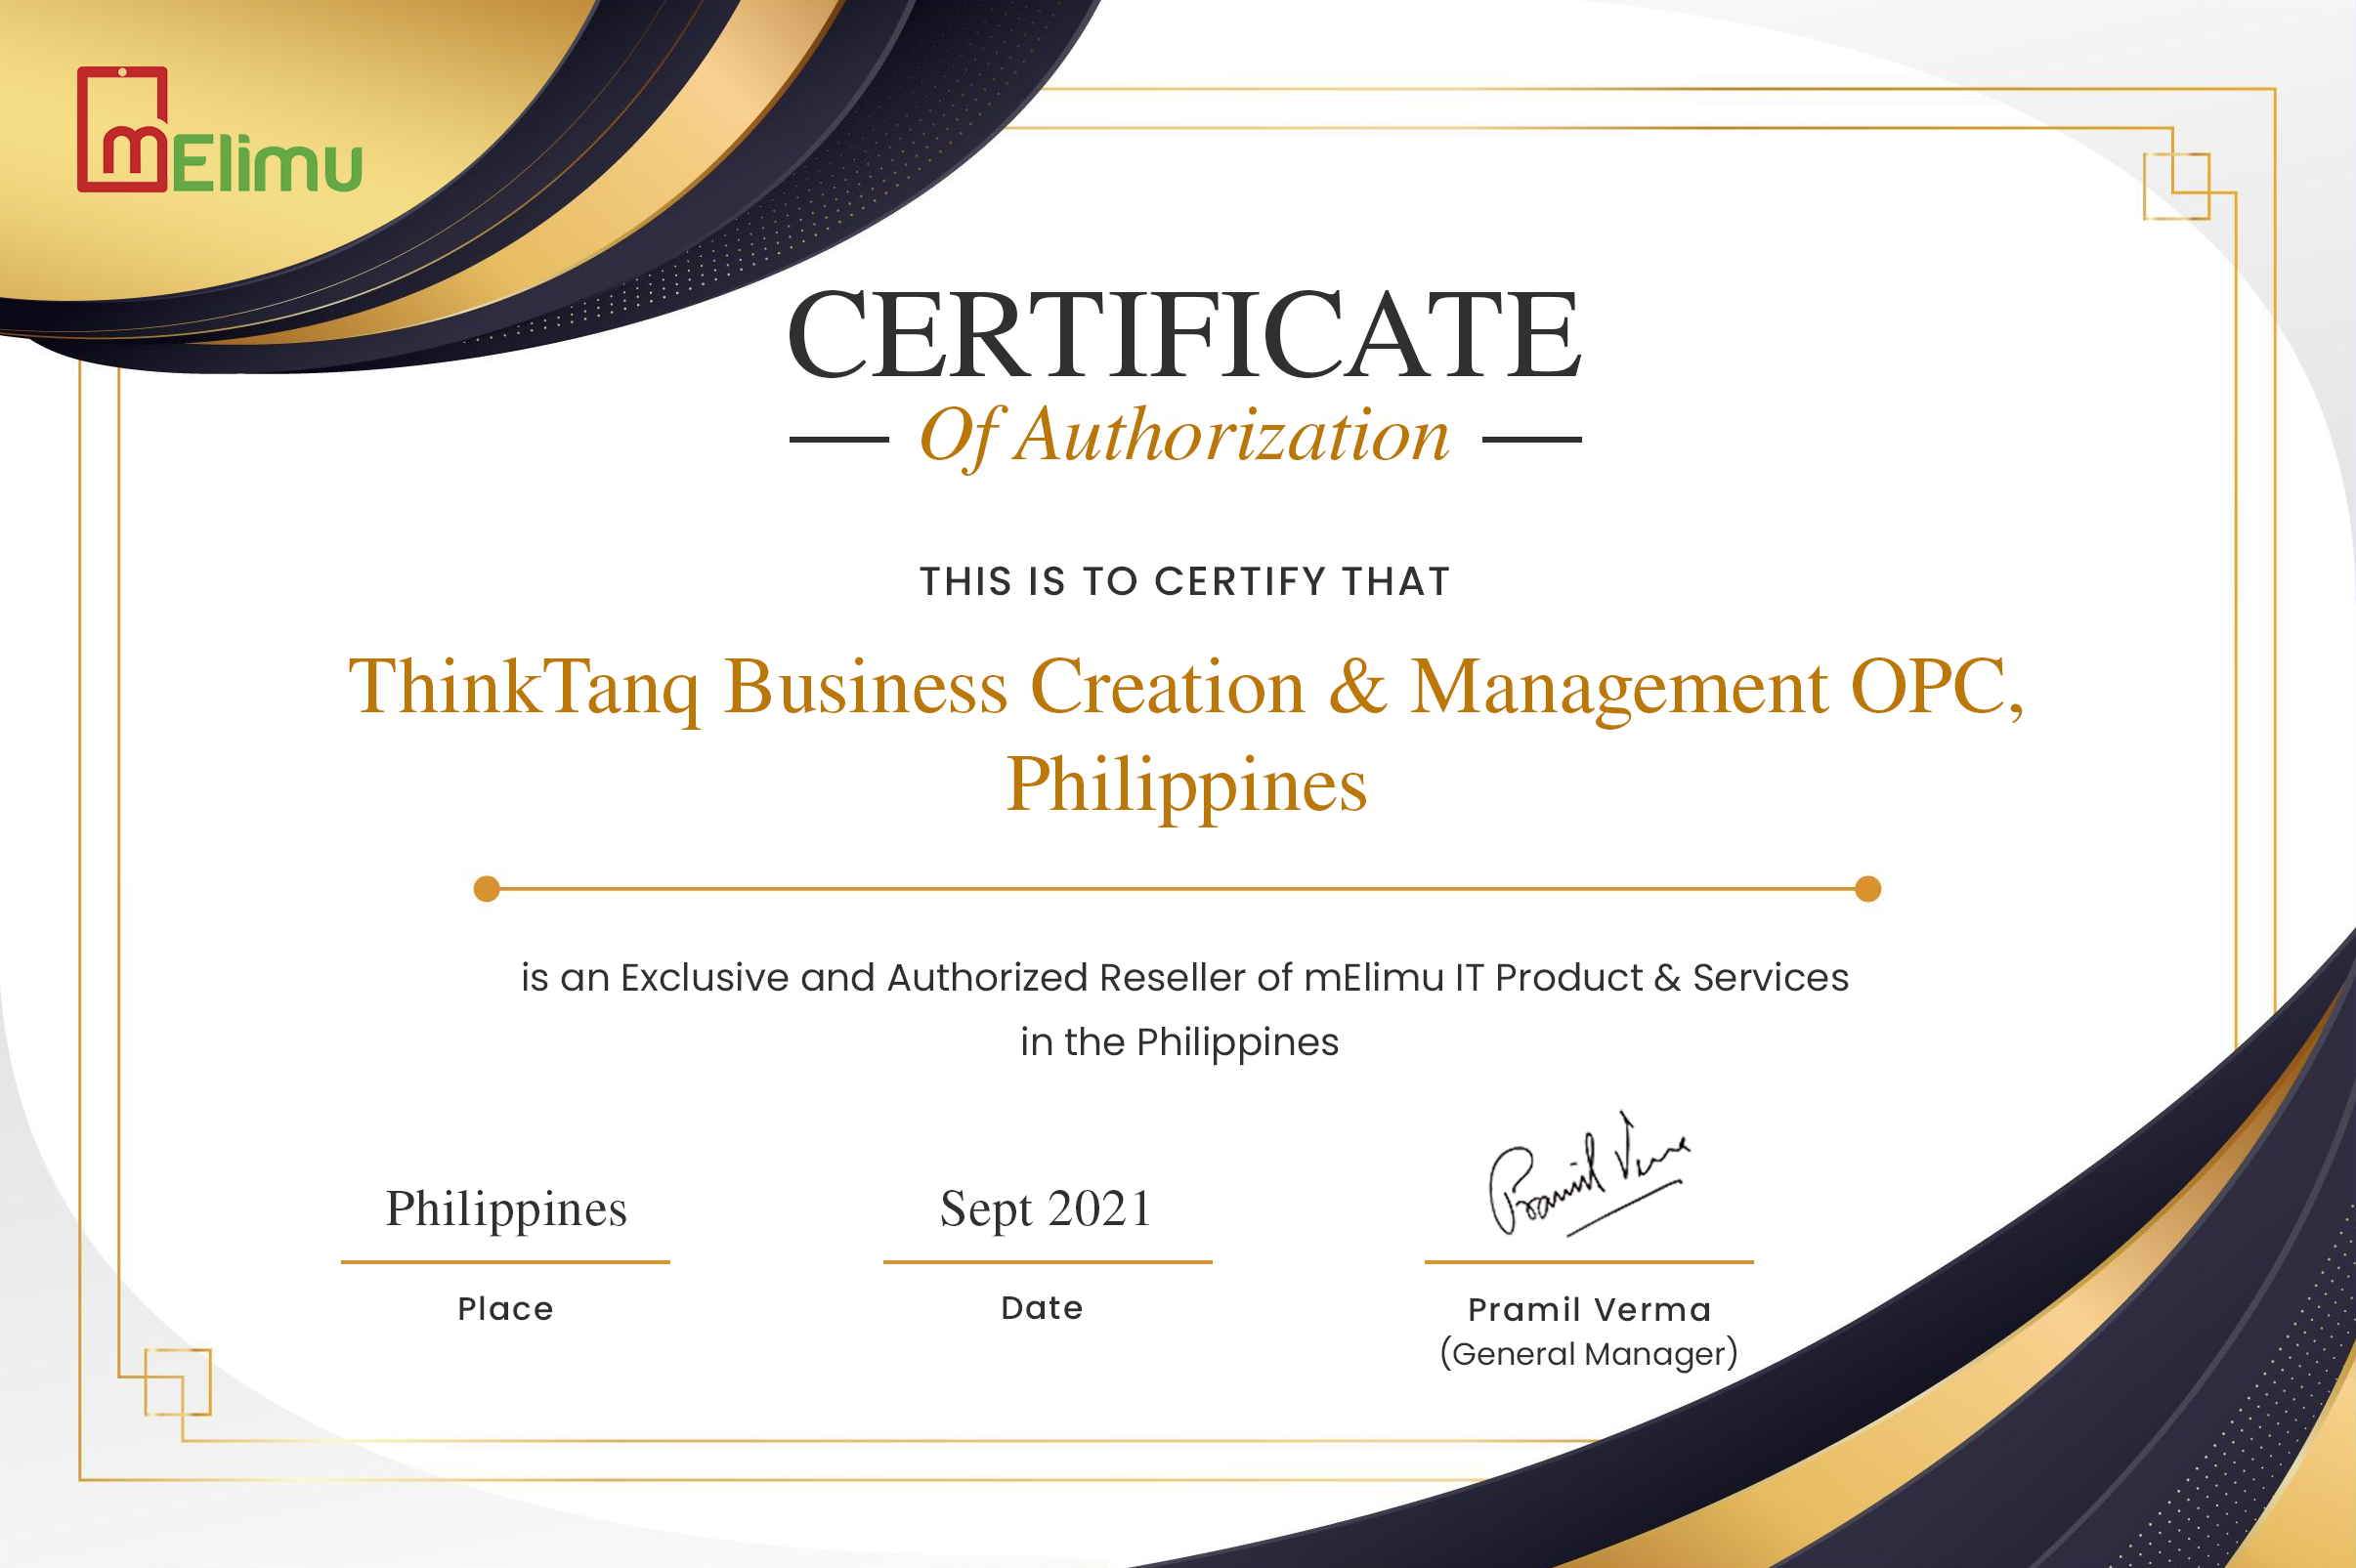 mElimu
CERTIFICATE
Of Authorization
THIS IS TO CERTIFY THAT
ThinkTanq Business Creation & Management OPC,
Philippines
is an Exclusive and Authorized Reseller of mElimu IT Product & Services
in the Philippines
Philippines
Place
Sept 2021
Date
Pramil Verma
Pramil Verma
(General Manager)